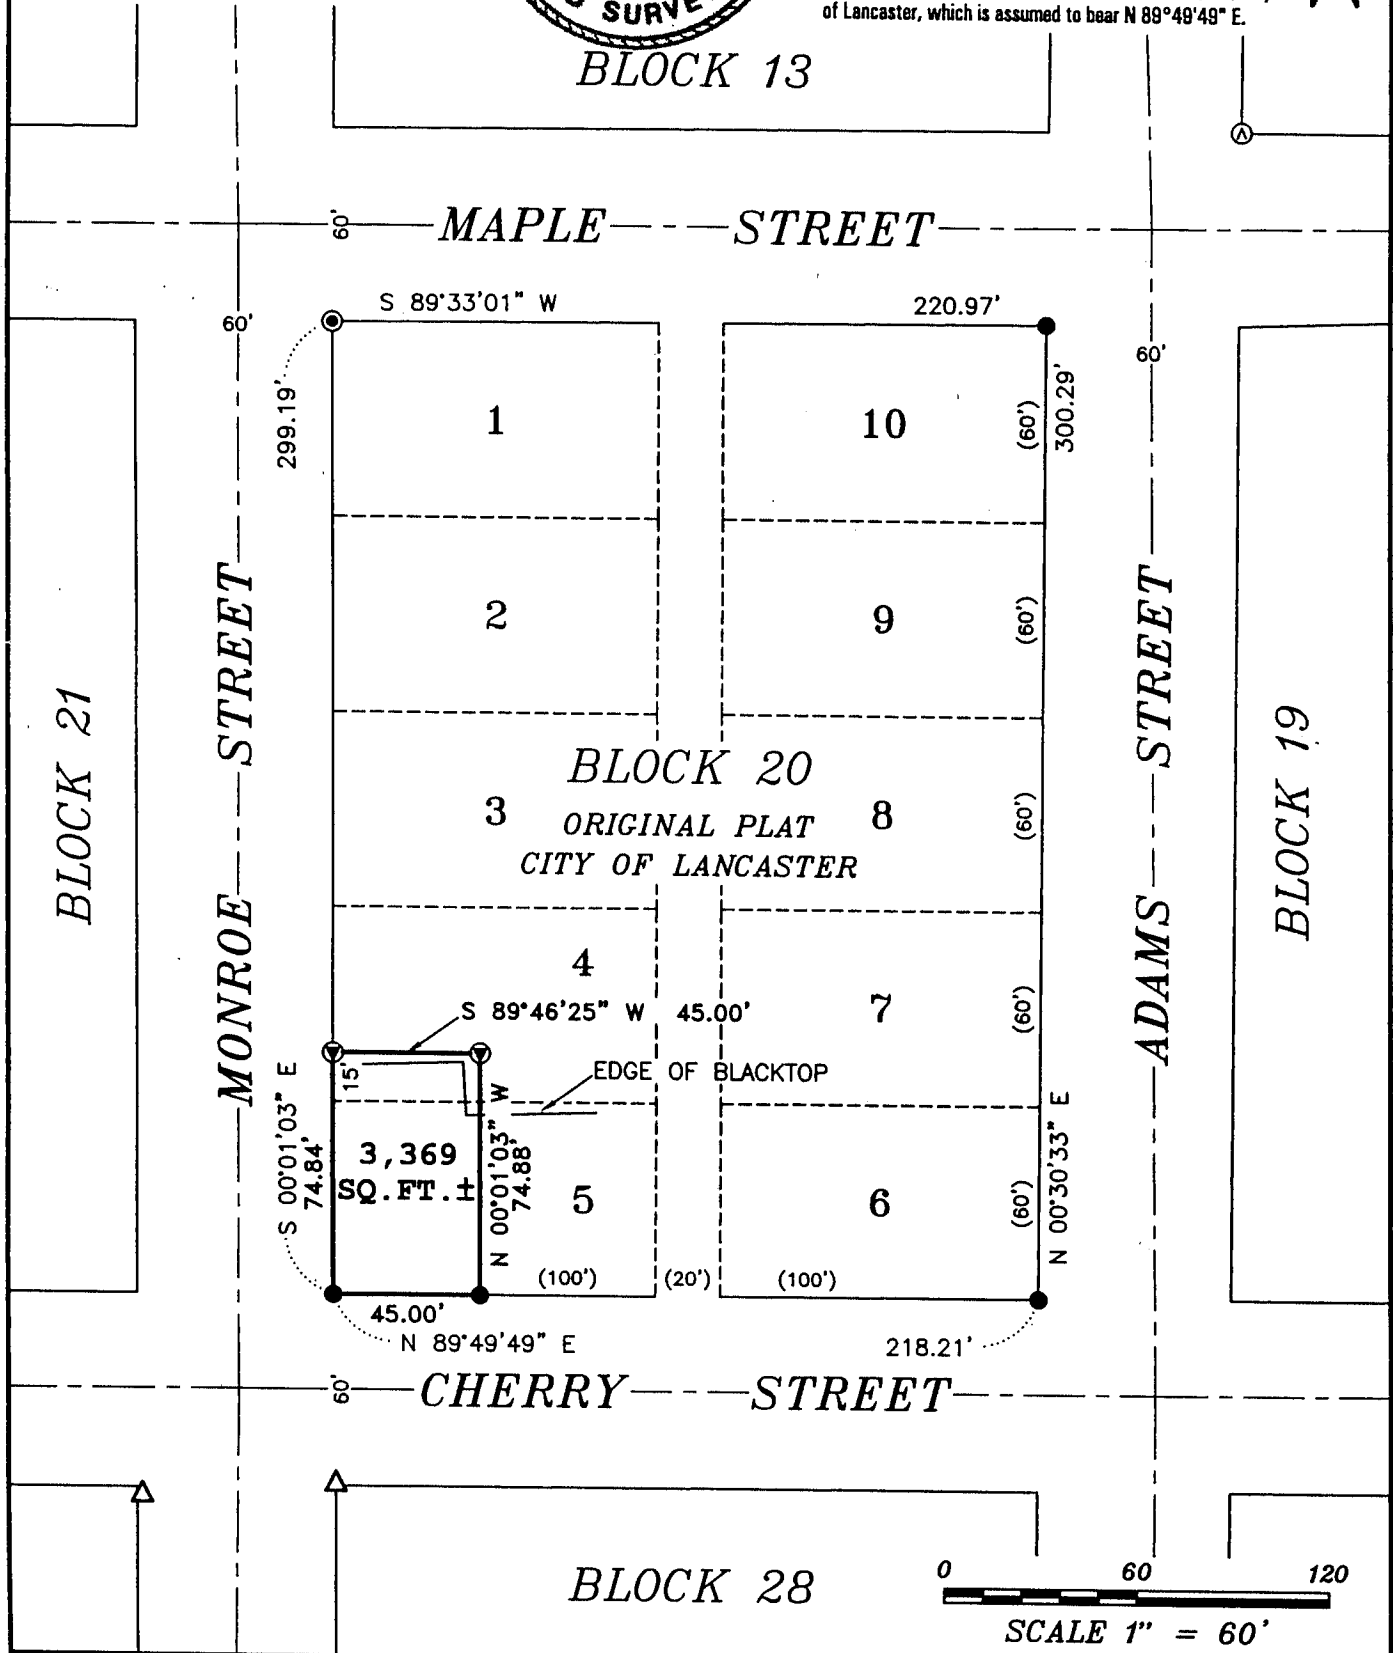 SURVE
of Lancaster, which is assumed to bear N 89°49'49" E.
BLOCK 13
60'
MAPLE STREET
S 89°33'01" W
220.97'
60'
60'
299.19'
(60')
300.29'
1
10
2
9
(60')
MONROE STREET
ADAMS STREET
BLOCK 21
BLOCK 19
BLOCK 20
3
8
(60')
ORIGINAL PLAT
CITY OF LANCASTER
4
S 89°46'25" W 45.00'
7
(60')
15'
EDGE OF BLACKTOP
S 00°01'03" E
74.84'
3,369
SQ.FT.±
N 00°01'03" W
74.88'
5
6
(60')
N 00°30'33" E
(100')
(20')
(100')
45.00'
N 89°49'49" E
218.21'
60'
CHERRY STREET
BLOCK 28
0 60 120
SCALE 1" = 60'